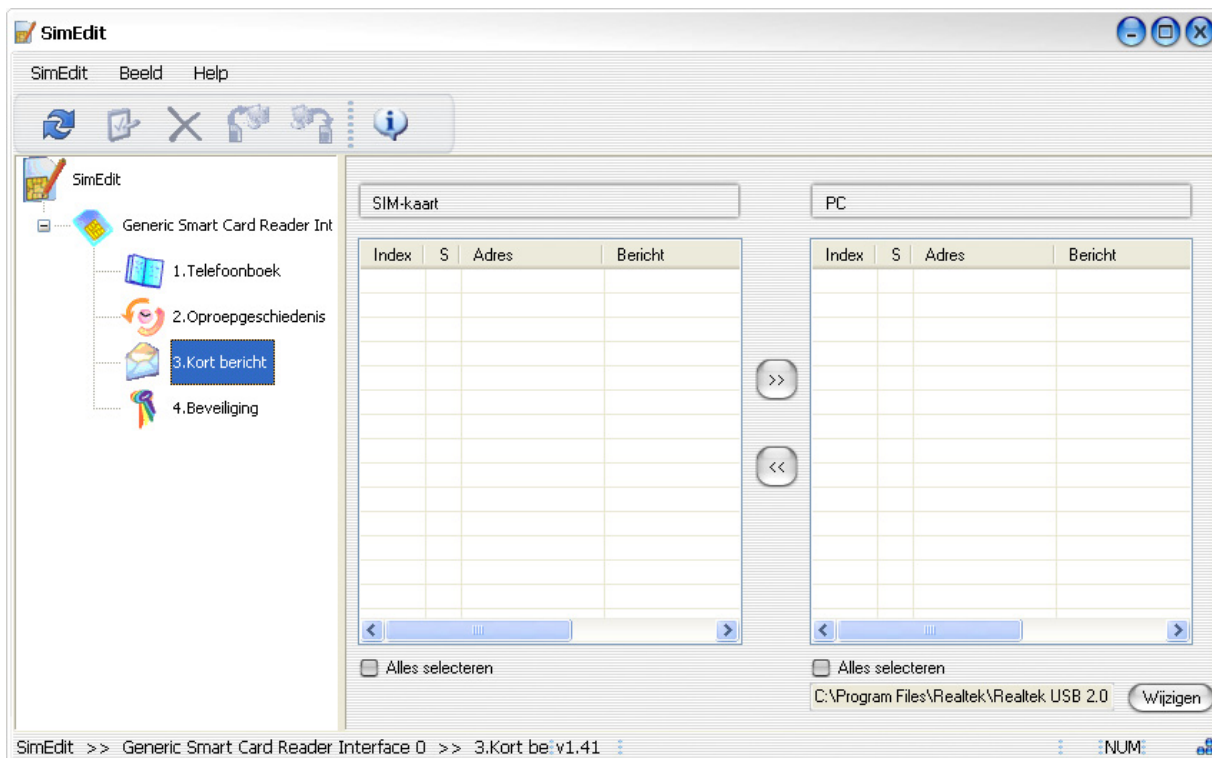 SimEdit
SimEdit Beeld Help
SimEdit
Generic Smart Card Reader Int
1.Telefoonboek
2.Oproepgeschiedenis
3.Kort bericht
4.Beveiliging
SIM-kaart
Index S Adres Bericht
>>
<<
Alles selecteren
PC
Index S Adres Bericht
Alles selecteren
C:\Program Files\Realtek\Realtek USB 2.0
Wijzigen
SimEdit >> Generic Smart Card Reader Interface 0 >> 3.Kort be v1.41 NUM